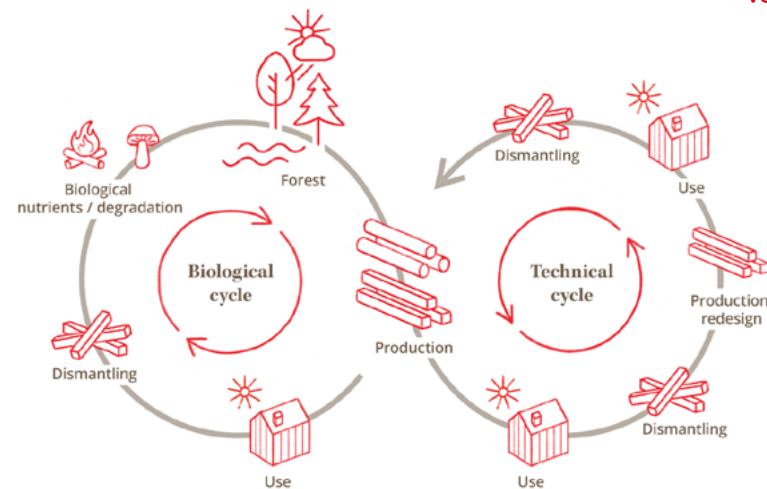 Dismantling
Use
Forest
Biological
nutrients / degradation
Biological
cycle
Technical
cycle
Production
redesign
Production
Dismantling
Dismantling
Use
Use